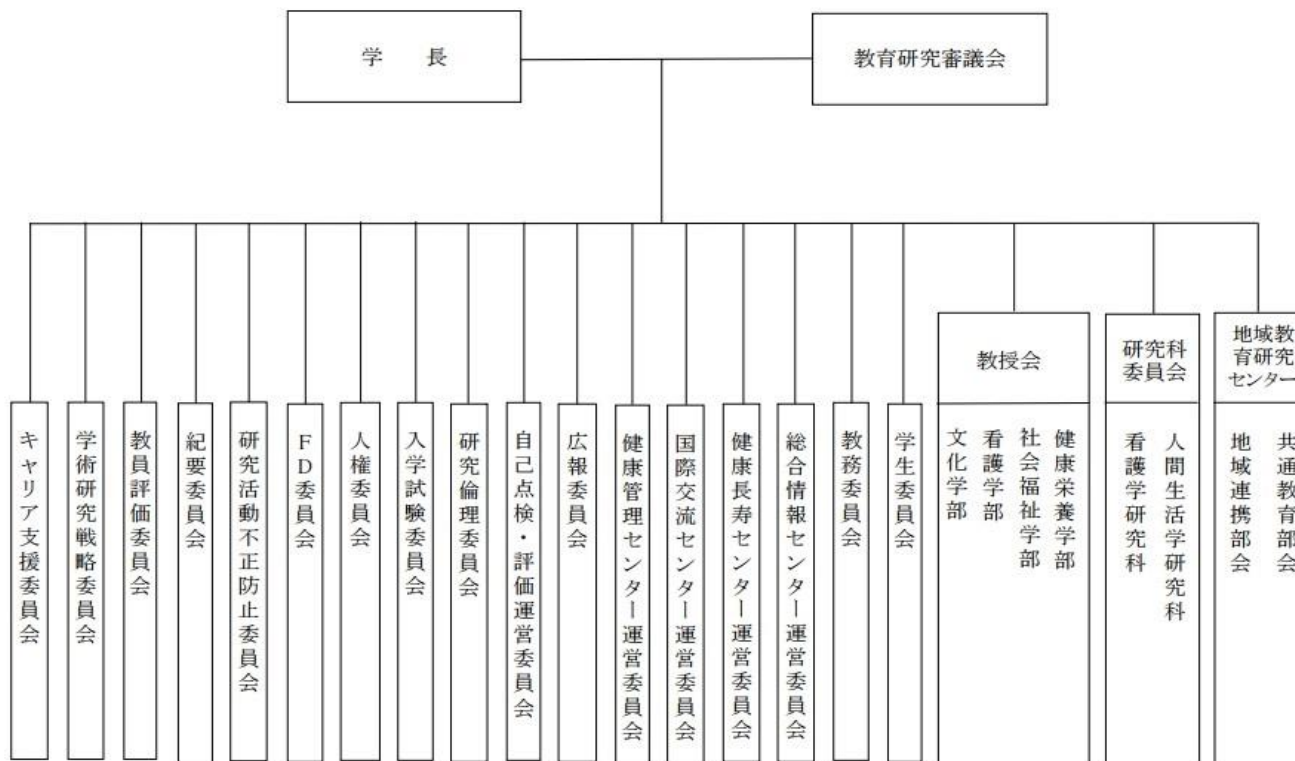 学　長
教育研究審議会
キャリア支援委員会
学術研究戦略委員会
教員評価委員会
紀要委員会
研究活動不正防止委員会
ＦＤ委員会
人権委員会
入学試験委員会
研究倫理委員会
自己点検・評価運営委員会
広報委員会
健康管理センター運営委員会
国際交流センター運営委員会
健康長寿センター運営委員会
総合情報センター運営委員会
教務委員会
学生委員会
教授会
健康栄養学部
社会福祉学部
看護学部
文化学部
研究科
委員会
人間生活学研究科
看護学研究科
地域教
育研究
センター
共通教育部会
地域連携部会